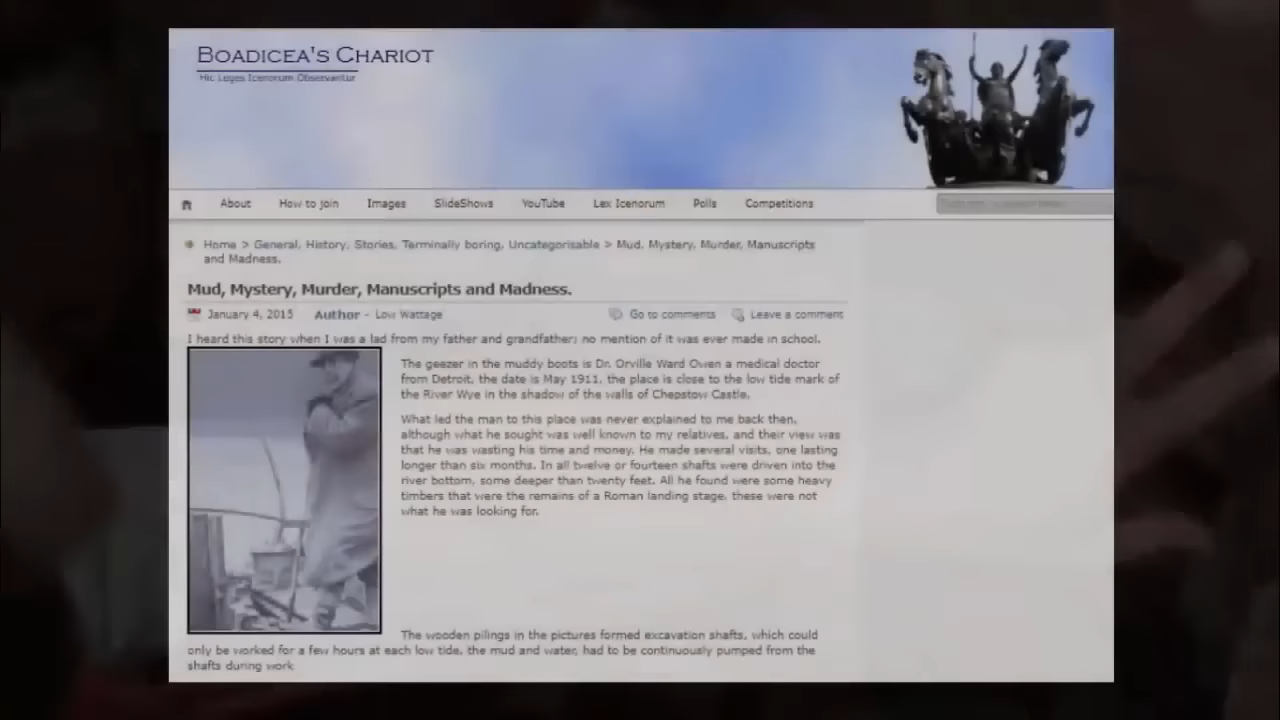 BOADICEA'S CHARIOT
Hic Leges Icenorum Observantur
About How to join Images SlideShows YouTube Lex Icenorum Polls Competitions
Home > General, History, Stories, Terminally boring, Uncategorisable > Mud, Mystery, Murder, Manuscripts
and Madness.
Mud, Mystery, Murder, Manuscripts and Madness.
January 4, 2015 Author - Low Wattage Go to comments Leave a comment
I heard this story when I was a lad from my father and grandfather; no mention of it was ever made in school.
The geezer in the muddy boots is Dr. Orville Ward Owen a medical doctor
from Detroit, the date is May 1911, the place is close to the low tide mark of
the River Wye in the shadow of the walls of Chepstow Castle.
What led the man to this place was never explained to me back then,
although what he sought was well known to my relatives, and their view was
that he was wasting his time and money. He made several visits, one lasting
longer than six months. In all twelve or fourteen shafts were driven into the
river bottom, some deeper than twenty feet. All he found were some heavy
timbers that were the remains of a Roman landing stage, these were not
what he was looking for.
The wooden pilings in the pictures formed excavation shafts, which could
only be worked for a few hours at each low tide, the mud and water, had to be continuously pumped from the
shafts during work